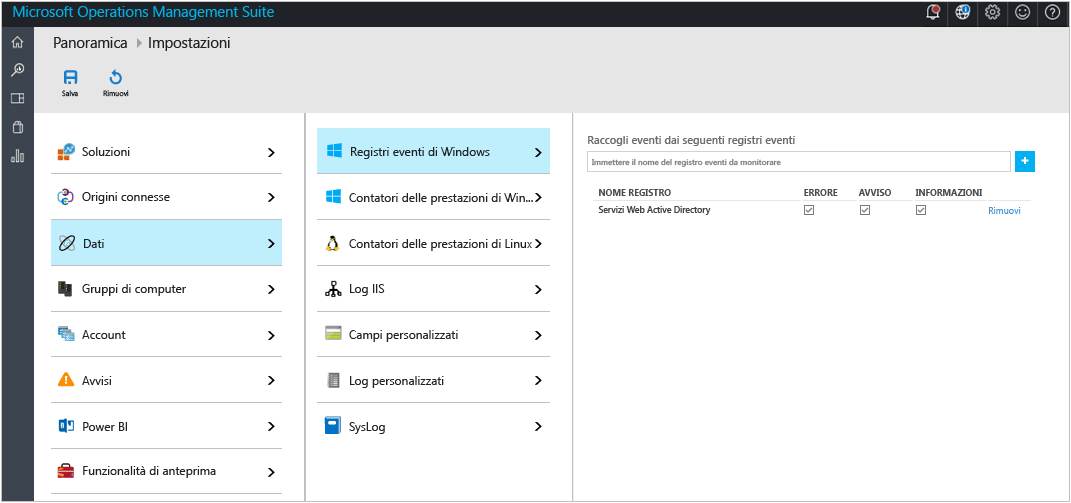 Microsoft Operations Management Suite
Panoramica Impostazioni
Salva
Rimuovi
Soluzioni
Origini connesse
Dati
Gruppi di computer
Account
Avvisi
Power BI
Funzionalità di anteprima
Registri eventi di Windows
Contatori delle prestazioni di Win...
Contatori delle prestazioni di Linux
Log IIS
Campi personalizzati
Log personalizzati
SysLog
Raccogli eventi dai seguenti registri eventi
Immettere il nome del registro eventi da monitorare
NOME REGISTRO ERRORE AVVISO INFORMAZIONI
Servizi Web Active Directory Rimuovi